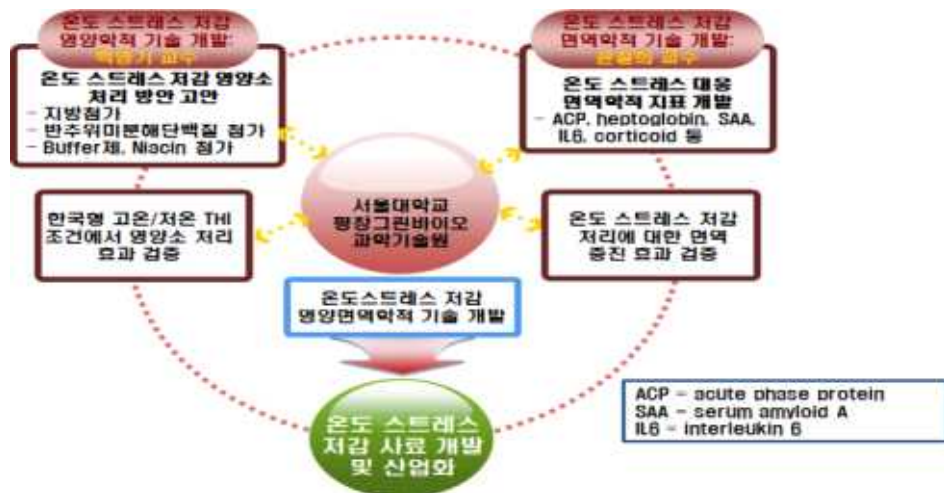 온도 스트레스 저감
영양학적 기술 개발:
백명기 교수
온도 스트레스 저감 영양소
처리 방안 고안
- 지방첨가
- 반추위미분해단백질 첨가
- Buffer제, Niacin 첨가
온도 스트레스 저감
면역학적 기술 개발:
윤철희 교수
온도 스트레스 대응
면역학적 지표 개발
- ACP, heptoglobin, SAA,
IL6, corticoid 등
한국형 고온/저온 THI
조건에서 영양소 처리
효과 검증
서울대학교
평창그린바이오
과학기술원
온도 스트레스 저감
처리에 대한 면역
증진 효과 검증
온도스트레스 저감
영양면역학적 기술 개발
온도 스트레스
저감 사료 개발
및 산업화
ACP - acute phase protein
SAA - serum amyloid A
IL6 - interleukin 6